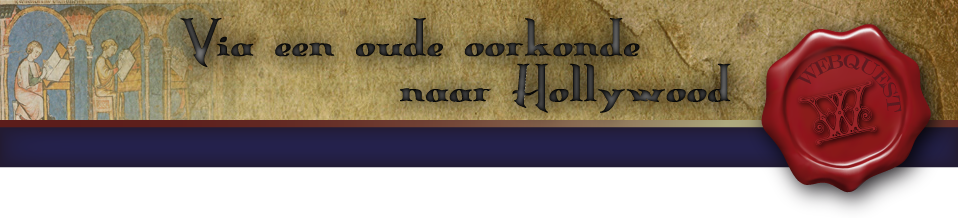 Via een oude oorkonde
naar Hollywood
WEBQUEST
W